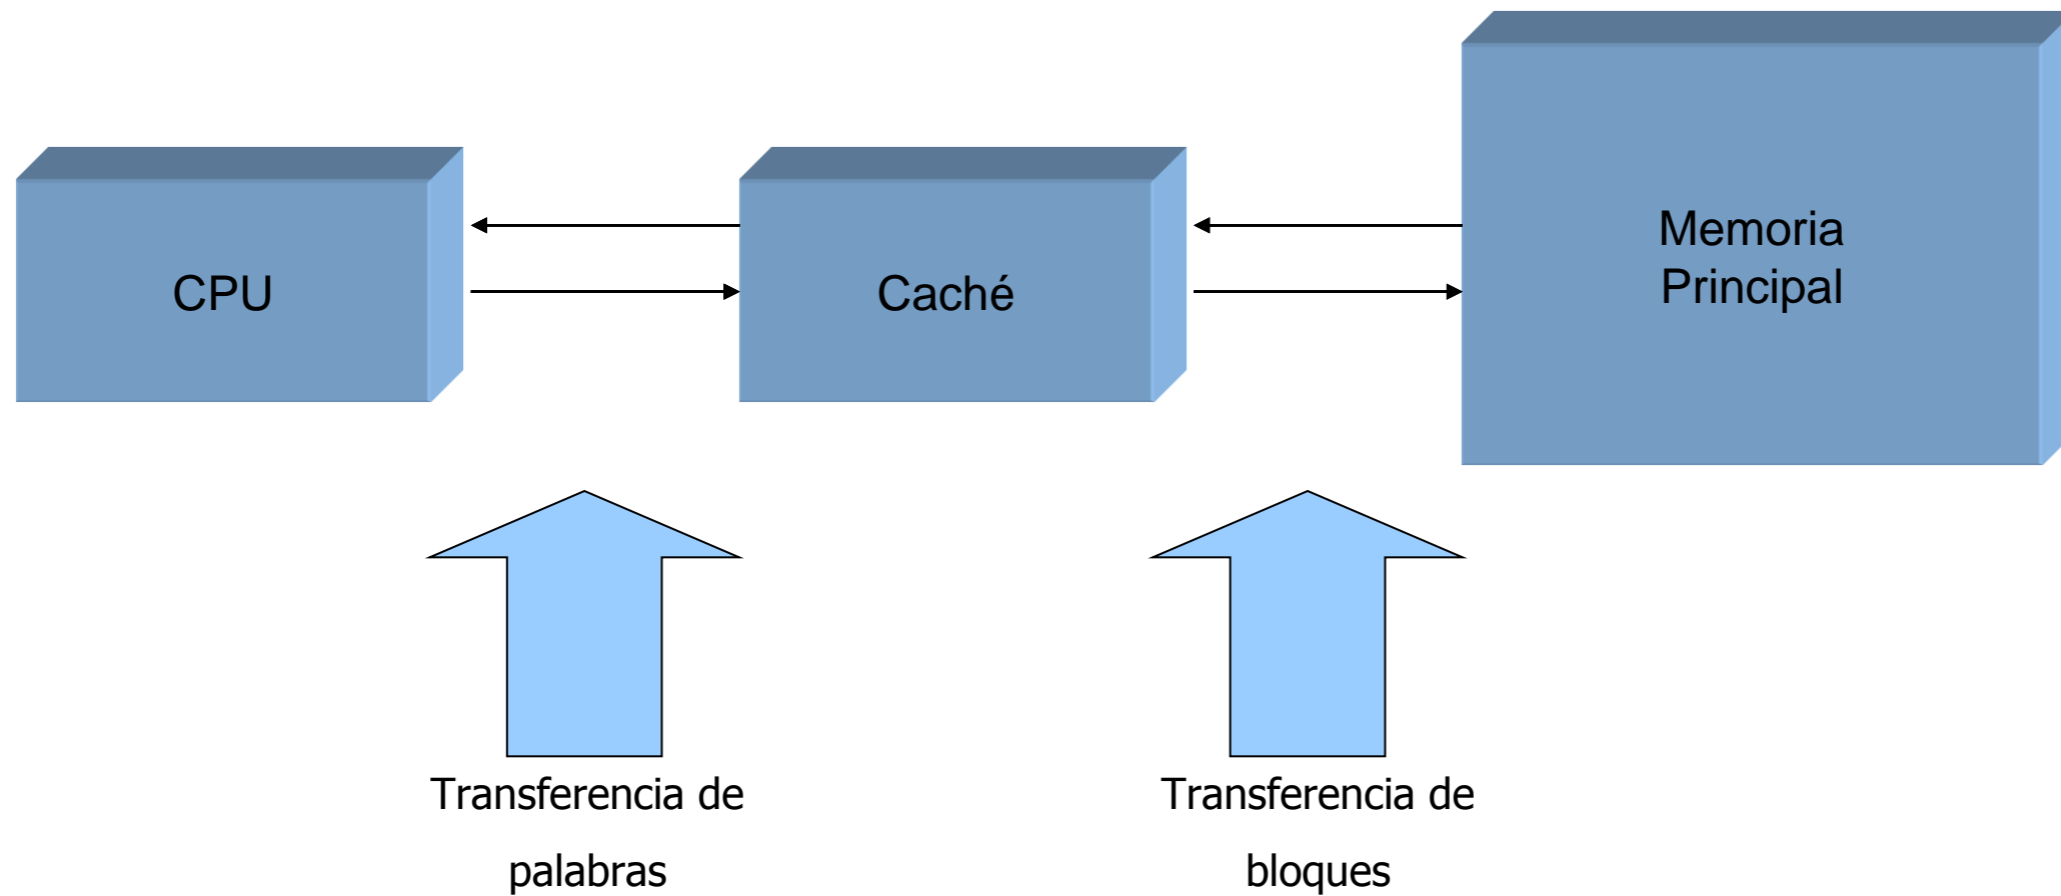 CPU
Caché
Memoria
Principal
Transferencia de
palabras
Transferencia de
bloques